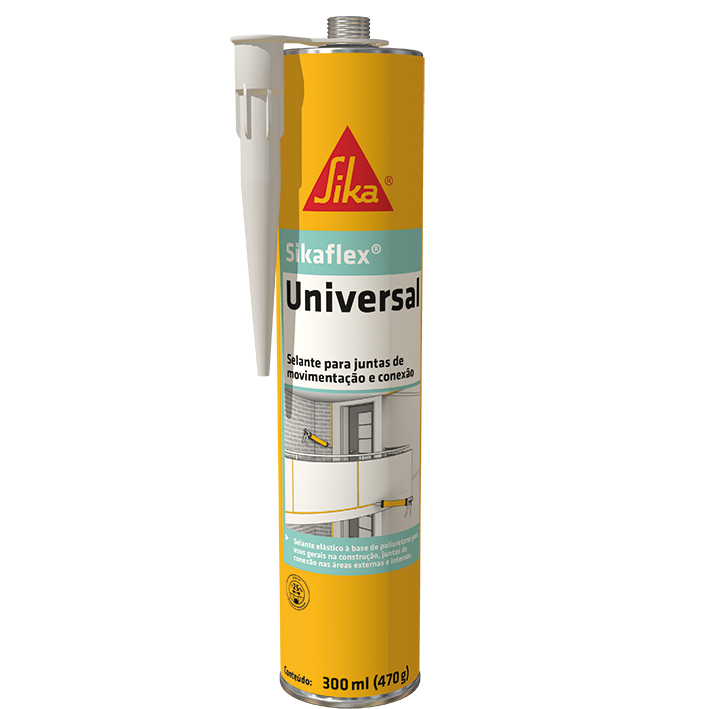 Sika®
Sikaflex®
Universal
Selante para juntas de
movimentação e conexão
Selante elástico à base de poliuretano para
usos gerais na construção, juntas de
conexão nas áreas externas e internas.
25
Conteúdo: 300 ml (470 g)